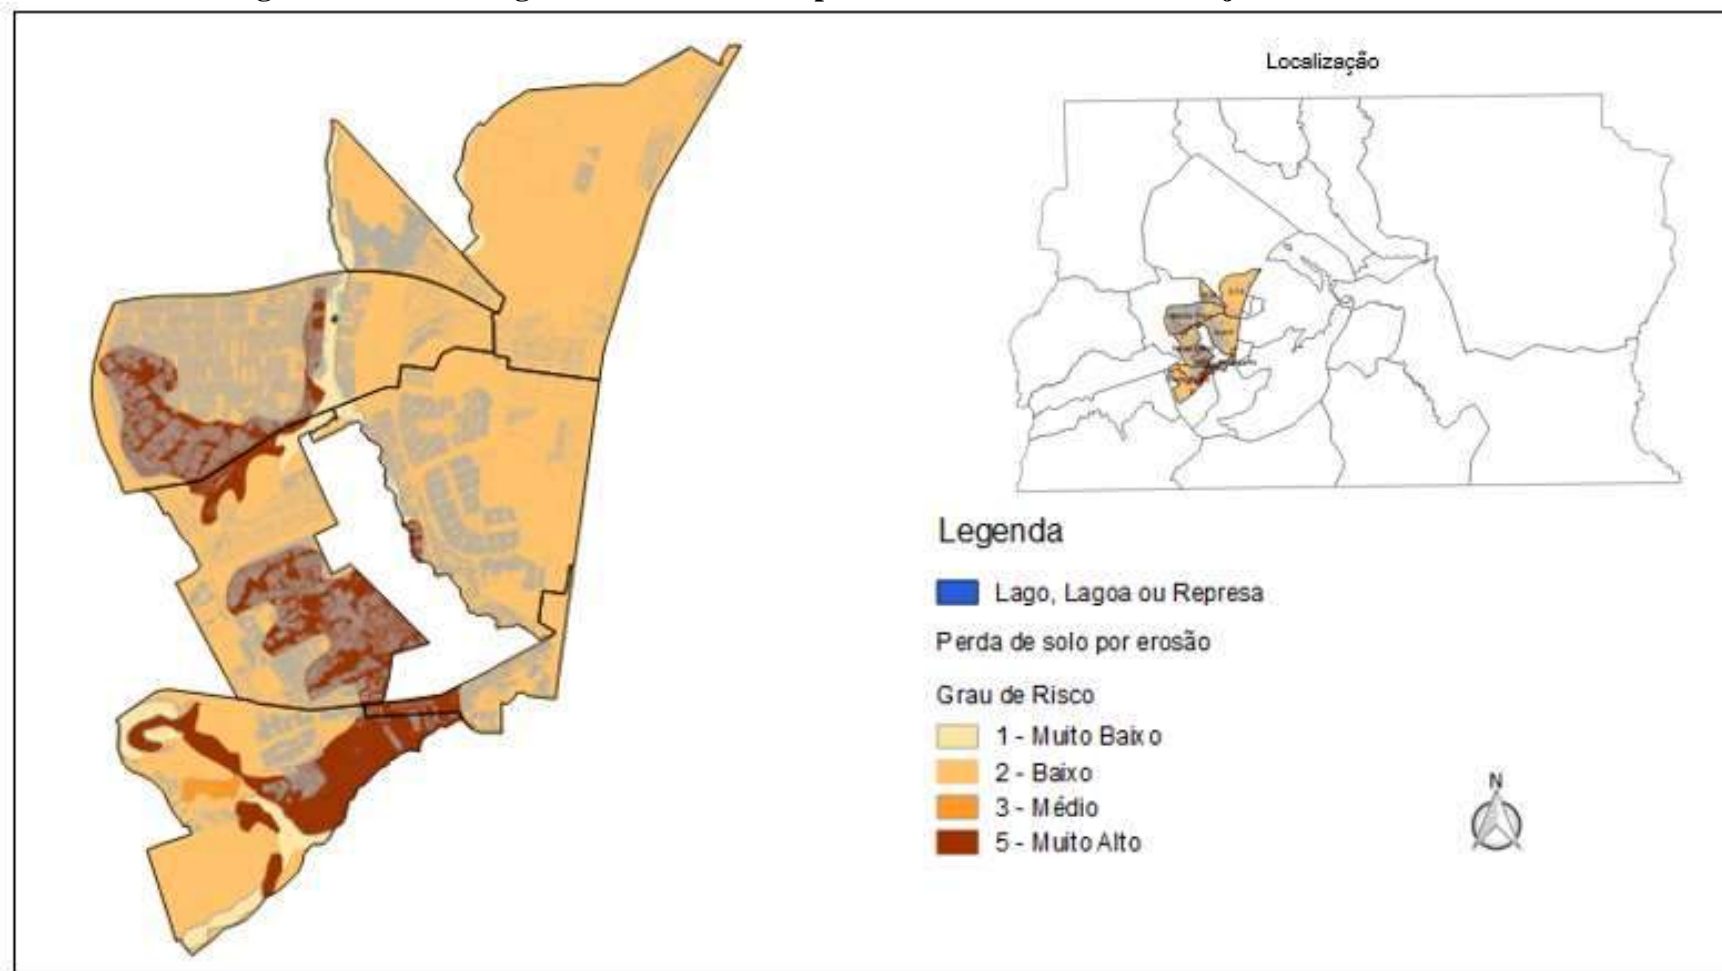 Localização
Legenda
Lago, Lagoa ou Represa
Perda de solo por erosão
Grau de Risco
1 - Muito Baixo
2 - Baixo
3 - Médio
5 - Muito Alto
N